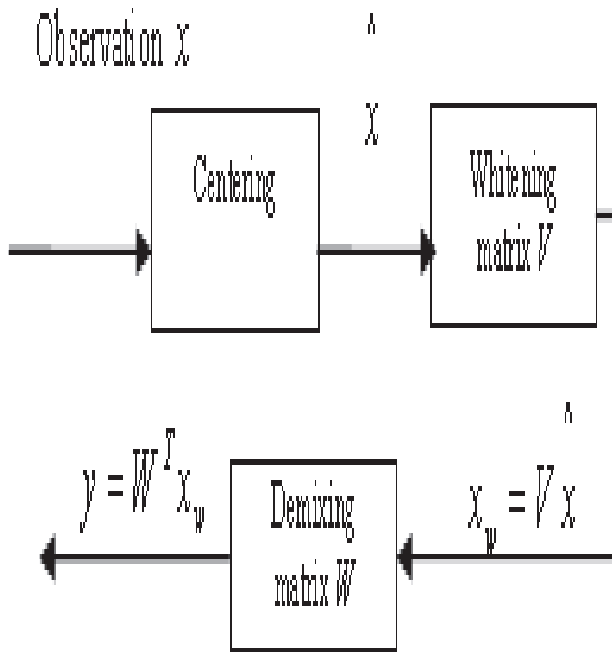 Observation x
^
x
Centering
Whitening
matrix V
^
y = W^T x_w
x_w = V x
Demixing
matrix W